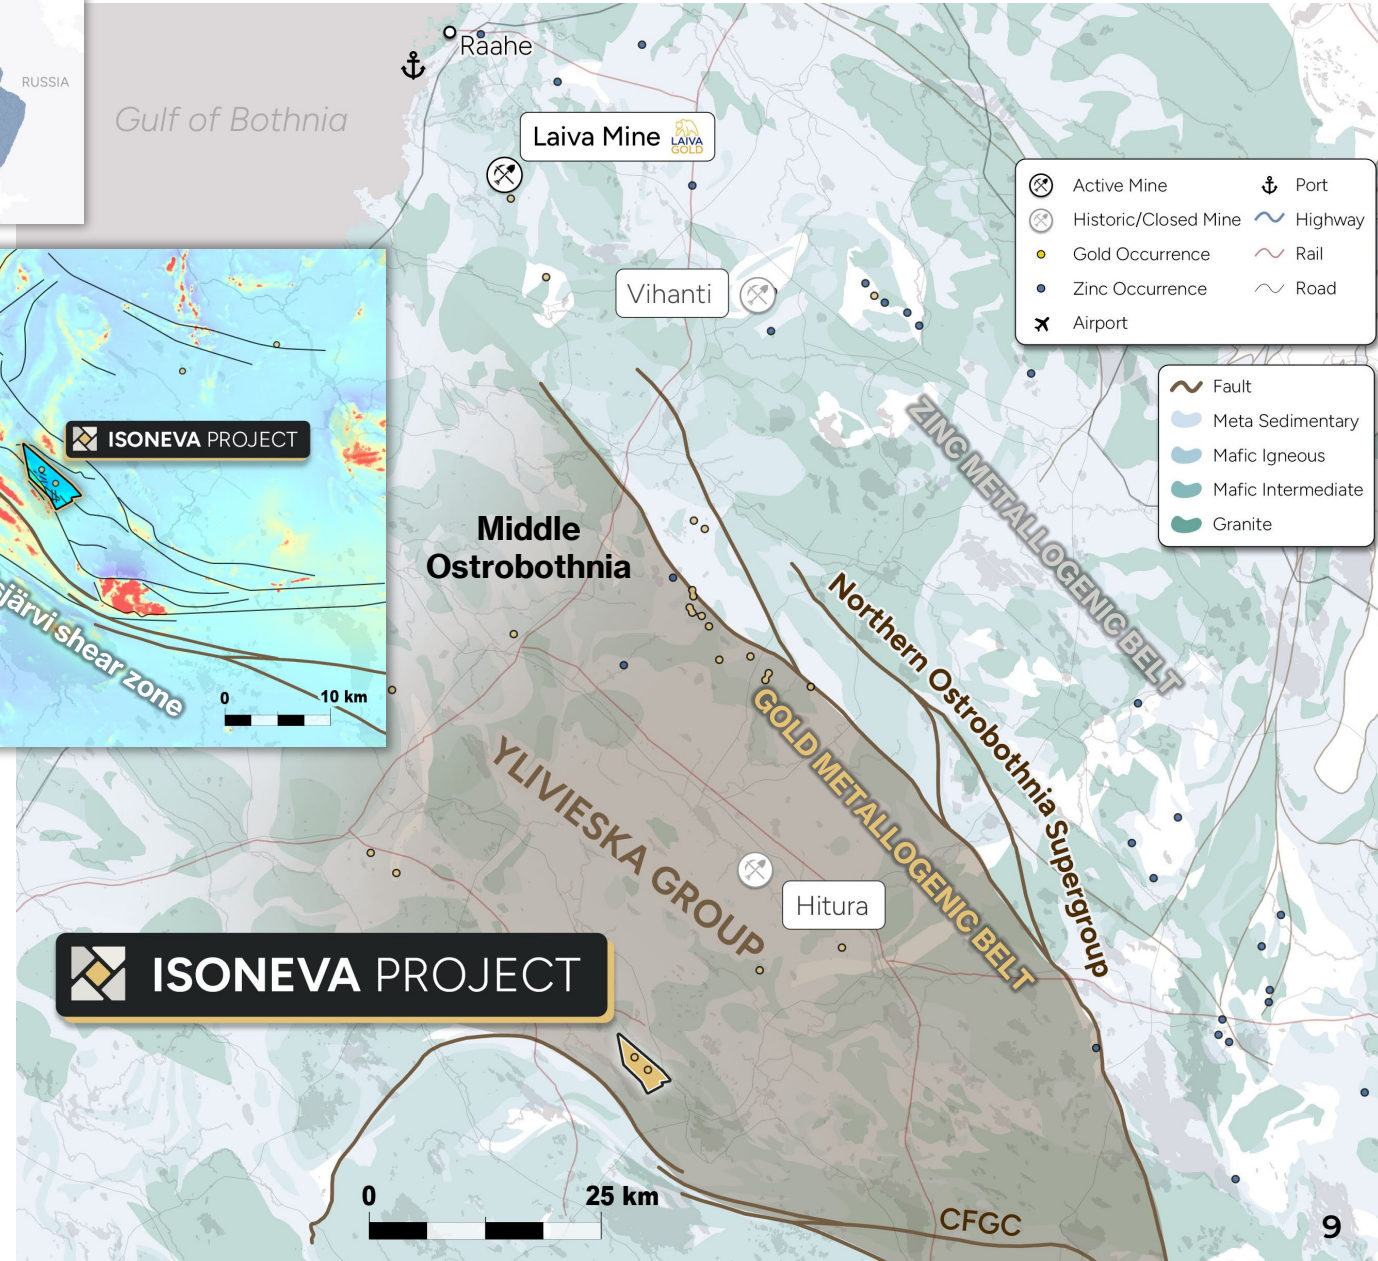 RUSSIA
Gulf of Bothnia
Raahe
Laiva Mine
LAIVA
GOLD
Active Mine
Historic/Closed Mine
Gold Occurrence
Zinc Occurrence
Airport
Port
Highway
Rail
Road
Vihanti
Fault
Meta Sedimentary
Mafic Igneous
Mafic Intermediate
Granite
ISONEVA PROJECT
järvi shear zone
0 10 km
Middle
Ostrobothnia
ZINC METALLOGENIC BELT
Northern Ostrobothnia Supergroup
GOLD METALLOGENIC BELT
YLIVIESKA GROUP
Hitura
ISONEVA PROJECT
0 25 km
CFGC
9